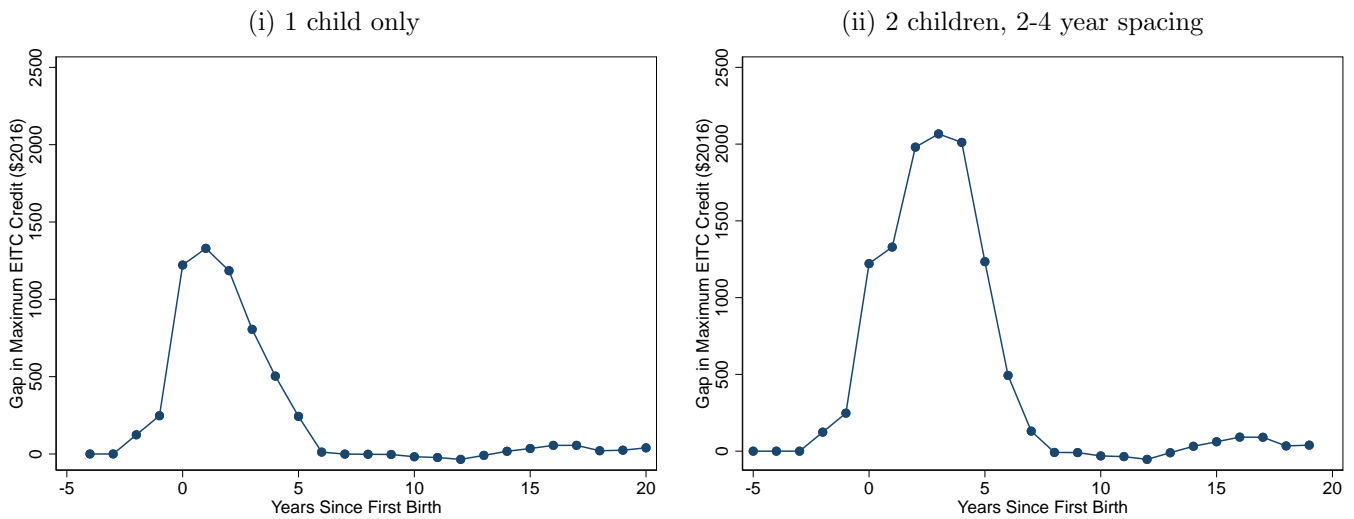 (i) 1 child only
Gap in Maximum EITC Credit ($2016)
2500
2000
1500
1000
500
0
-5 0 5 10 15 20
Years Since First Birth
(ii) 2 children, 2-4 year spacing
Gap in Maximum EITC Credit ($2016)
2500
2000
1500
1000
500
0
-5 0 5 10 15 20
Years Since First Birth